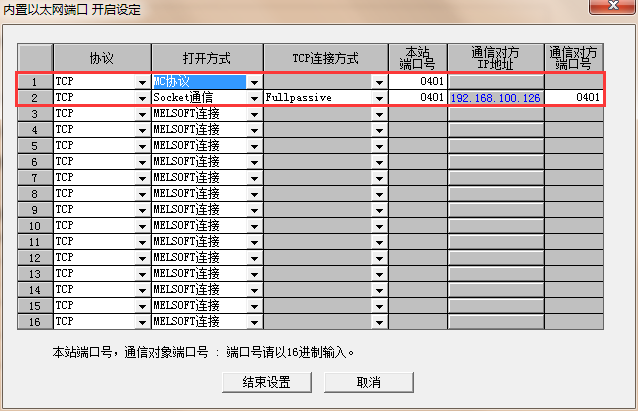 内置以太网端口 开启设定
协议 打开方式 TCP连接方式 本站端口号 通信对方IP地址 通信对方端口号
1 TCP MC协议 0401
2 TCP Socket通信 Fullpassive 0401 192.168.100.126 0401
3 TCP MELSOFT连接
4 TCP MELSOFT连接
5 TCP MELSOFT连接
6 TCP MELSOFT连接
7 TCP MELSOFT连接
8 TCP MELSOFT连接
9 TCP MELSOFT连接
10 TCP MELSOFT连接
11 TCP MELSOFT连接
12 TCP MELSOFT连接
13 TCP MELSOFT连接
14 TCP MELSOFT连接
15 TCP MELSOFT连接
16 TCP MELSOFT连接
本站端口号，通信对象端口号 : 端口号请以16进制输入。
结束设置 取消